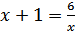 x + 1 = 6/x